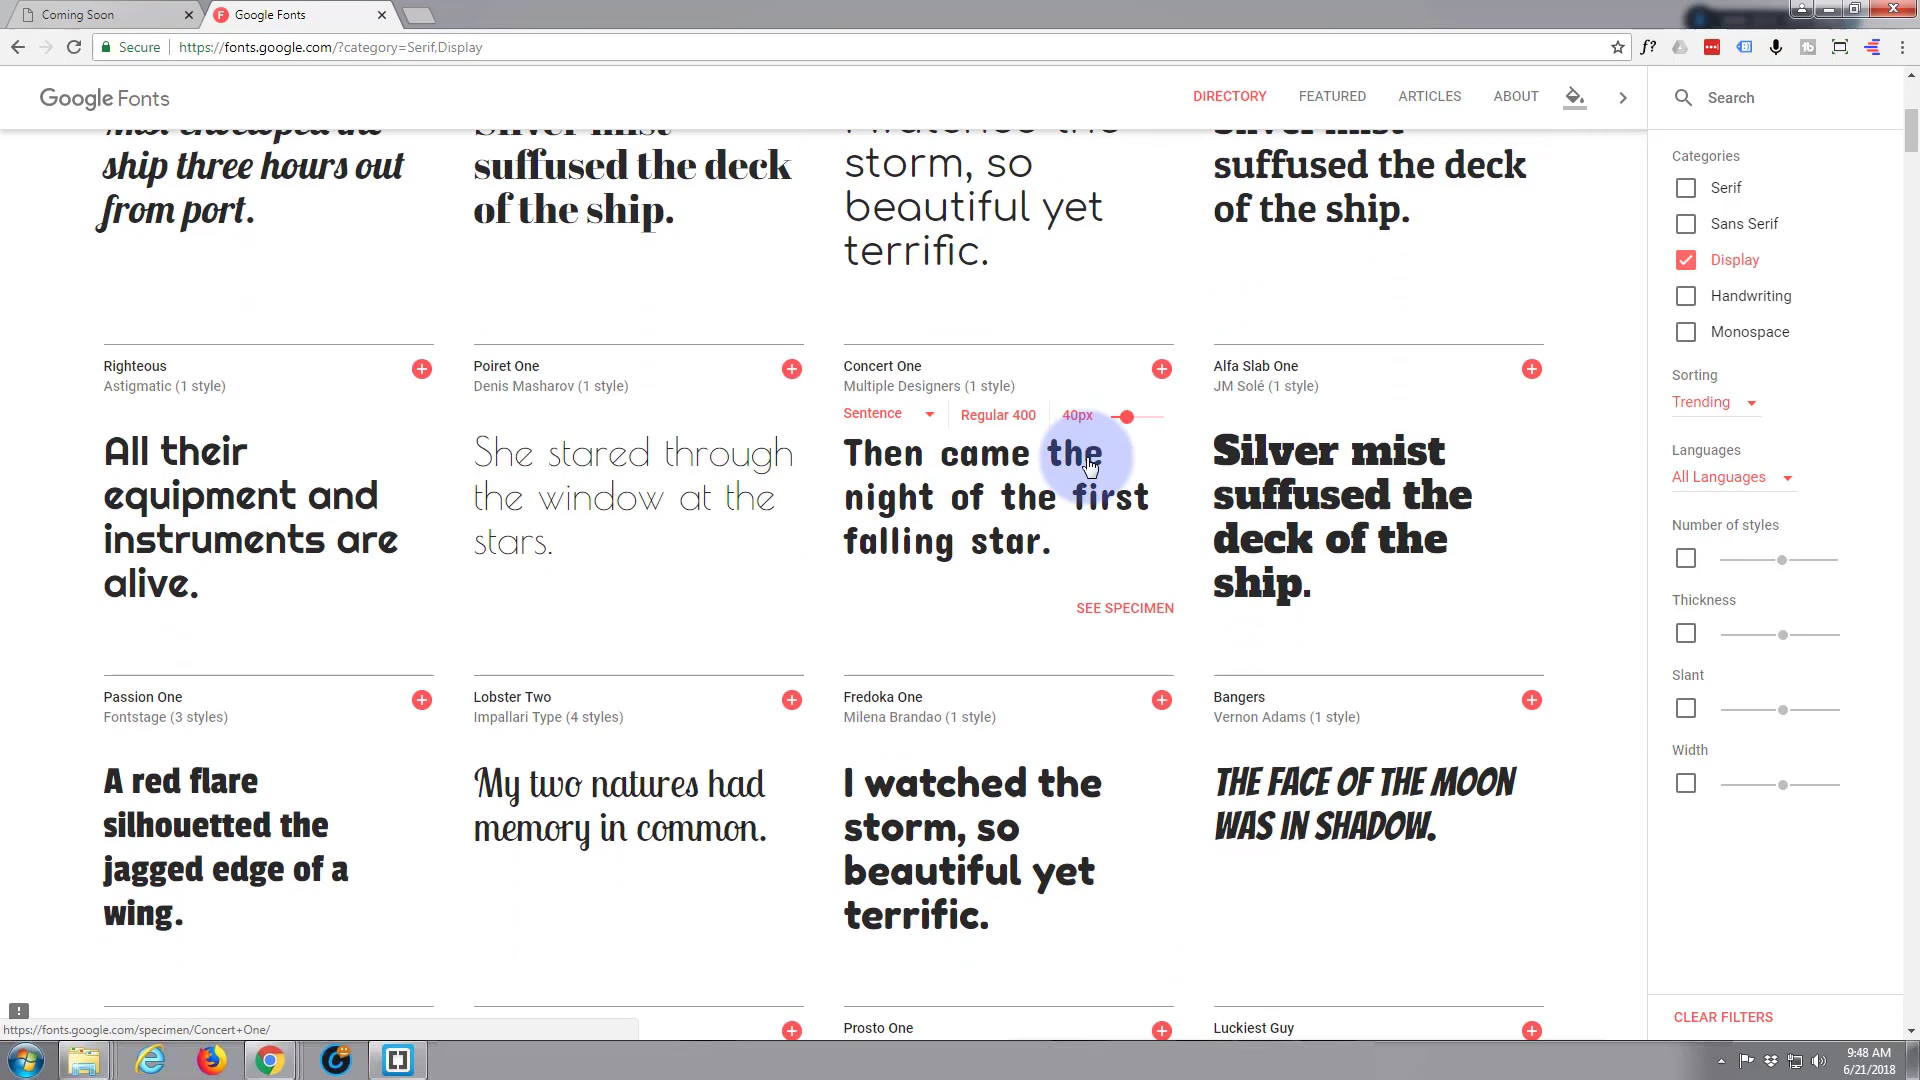 Coming Soon
Google Fonts
Secure
https://fonts.google.com/?category=Serif,Display
Google Fonts
DIRECTORY
FEATURED
ARTICLES
ABOUT
Search
ship three hours out
from port.
suffused the deck
of the ship.
storm, so
beautiful yet
terrific.
suffused the deck
of the ship.
Categories
Serif
Sans Serif
Display
Handwriting
Monospace
Sorting
Trending
Languages
All Languages
Number of styles
Thickness
Slant
Width
CLEAR FILTERS
Righteous
Astigmatic (1 style)
All their
equipment and
instruments are
alive.
Poiret One
Denis Masharov (1 style)
She stared through
the window at the
stars.
Concert One
Multiple Designers (1 style)
Sentence
Regular 400
40px
Then came the
night of the first
falling star.
SEE SPECIMEN
Alfa Slab One
JM Solé (1 style)
Silver mist
suffused the
deck of the
ship.
Passion One
Fontstage (3 styles)
A red flare
silhouetted the
jagged edge of a
wing.
Lobster Two
Impallari Type (4 styles)
My two natures had
memory in common.
Fredoka One
Milena Brandao (1 style)
I watched the
storm, so
beautiful yet
terrific.
Bangers
Vernon Adams (1 style)
THE FACE OF THE MOON
WAS IN SHADOW.
Prosto One
Luckiest Guy
https://fonts.google.com/specimen/Concert+One/
9:48 AM
6/21/2018